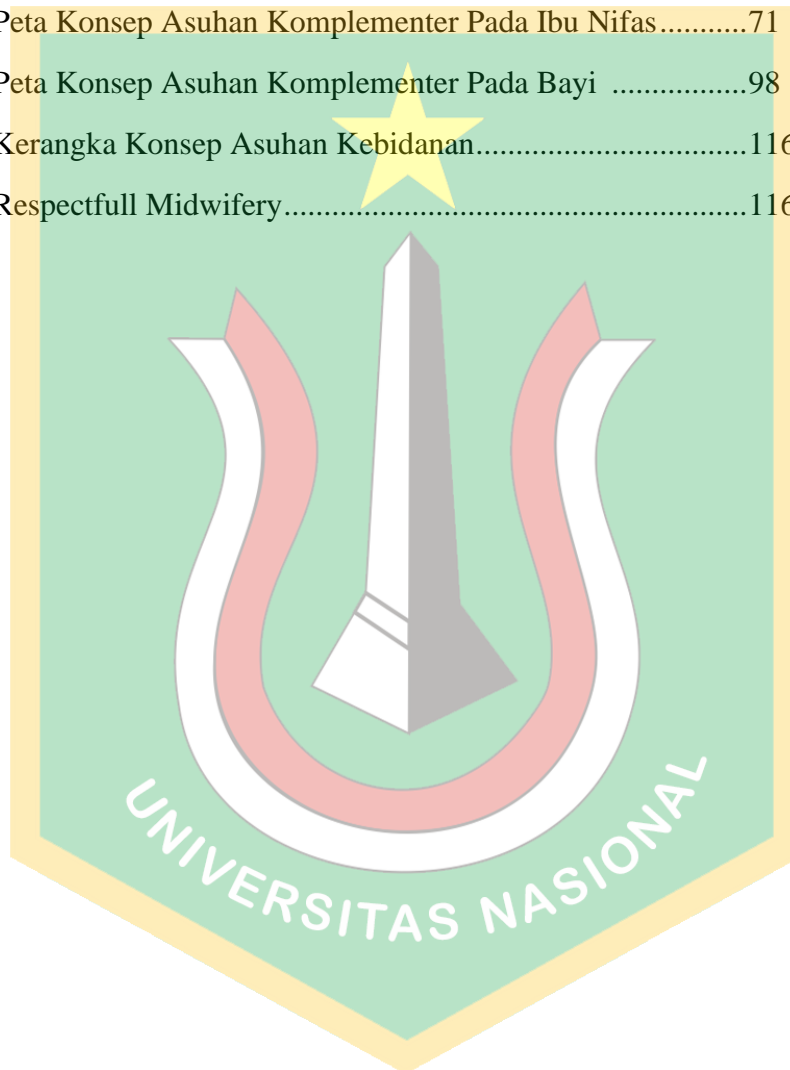 Peta Konsep Asuhan Komplementer Pada Ibu Nifas...........71
Peta Konsep Asuhan Komplementer Pada Bayi ................98
Kerangka Konsep Asuhan Kebidanan................................116
Respectfull Midwifery......................................................116
UNIVERSITAS NASIONAL